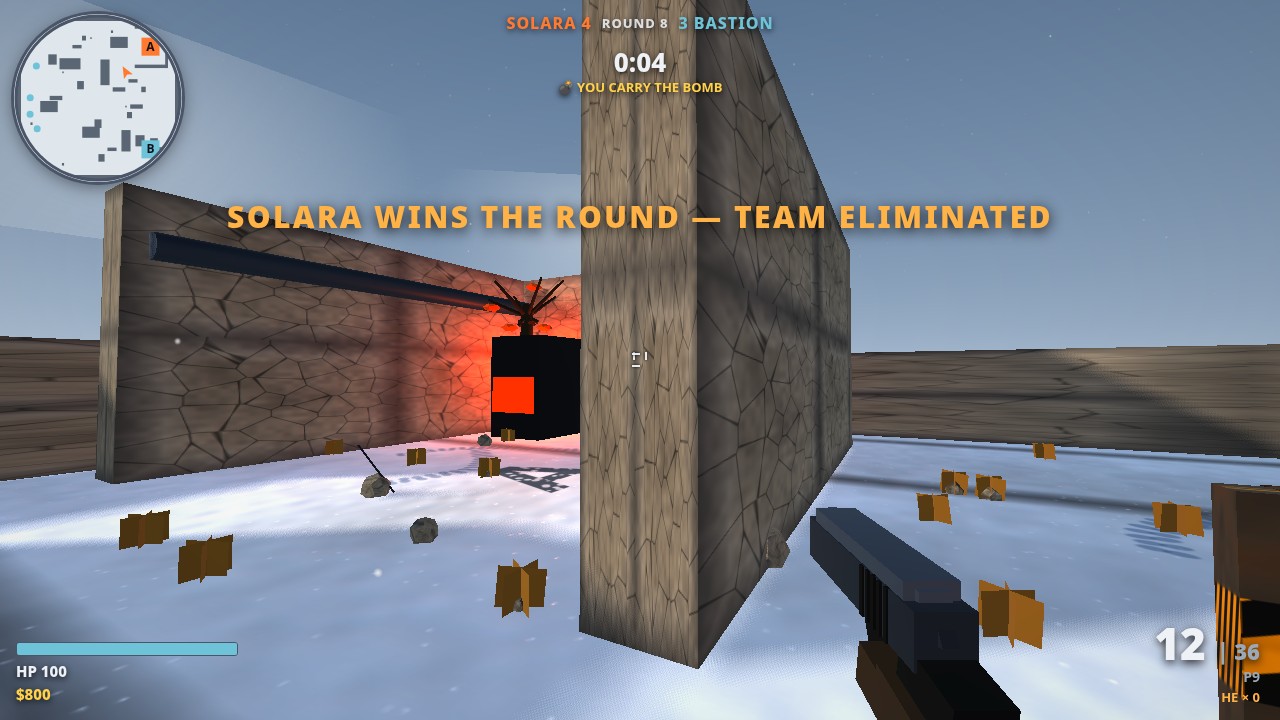 SOLARA 4 ROUND 8 3 BASTION
0:04
YOU CARRY THE BOMB
A
B
SOLARA WINS THE ROUND — TEAM ELIMINATED
HP 100
$800
12 | 36
P9
HE × 0